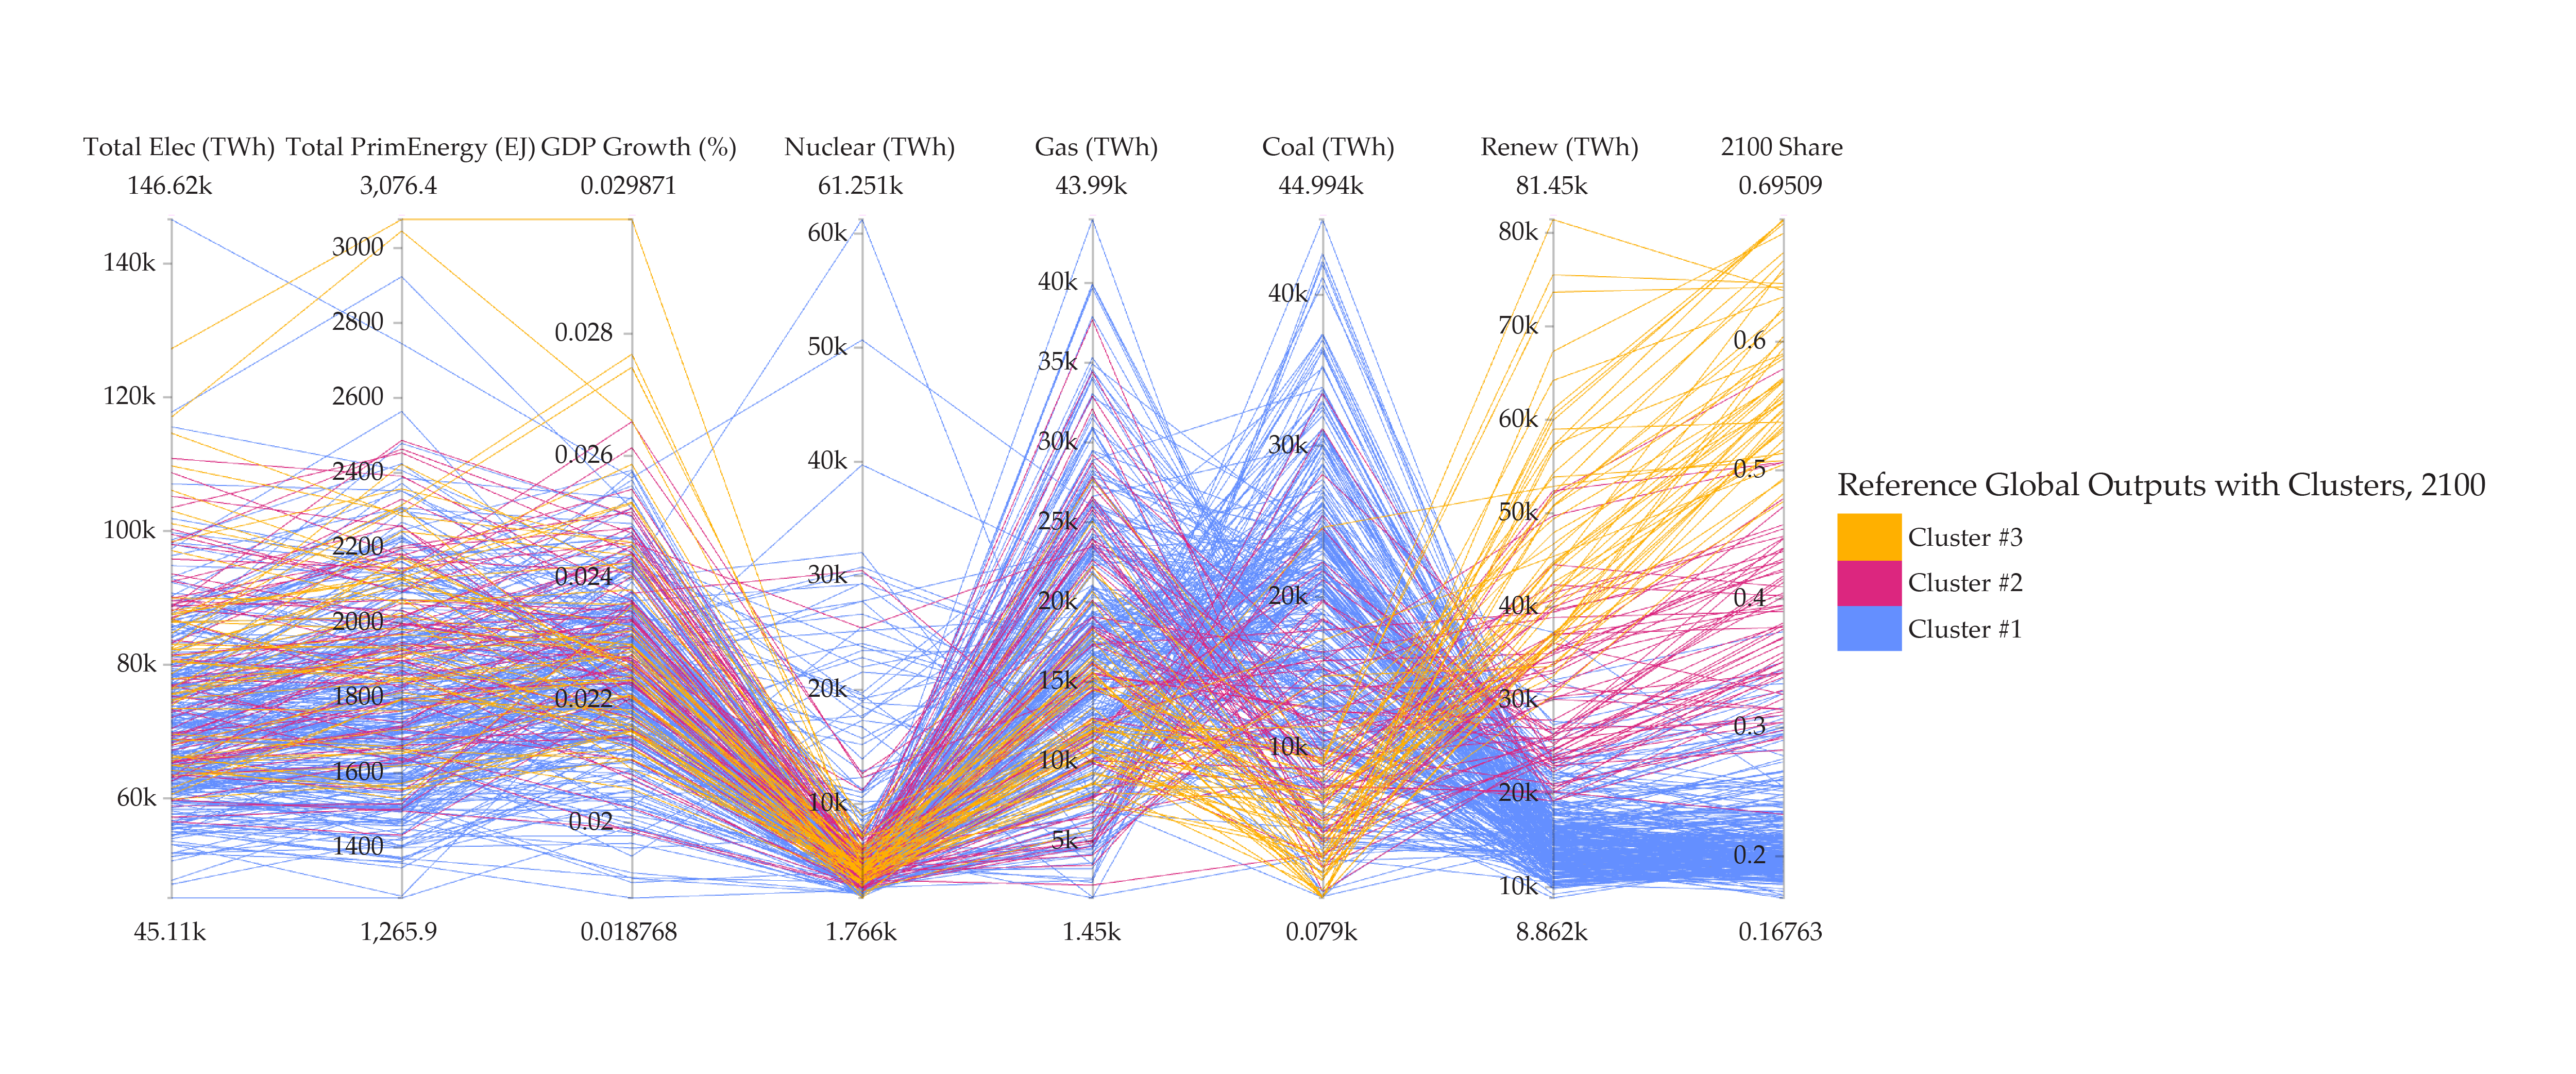 Total Elec (TWh) Total PrimEnergy (EJ) GDP Growth (%) Nuclear (TWh) Gas (TWh) Coal (TWh) Renew (TWh) 2100 Share
146.62k 3,076.4 0.029871 61.251k 43.99k 44.994k 81.45k 0.69509
140k
120k
100k
80k
60k
3000
2800
2600
2400
2200
2000
1800
1600
1400
0.028
0.026
0.024
0.022
0.02
60k
50k
40k
30k
20k
10k
40k
35k
30k
25k
20k
15k
10k
5k
40k
30k
20k
10k
80k
70k
60k
50k
40k
30k
20k
10k
0.6
0.5
0.4
0.3
0.2
45.11k 1,265.9 0.018768 1.766k 1.45k 0.079k 8.862k 0.16763
Reference Global Outputs with Clusters, 2100
Cluster #3
Cluster #2
Cluster #1